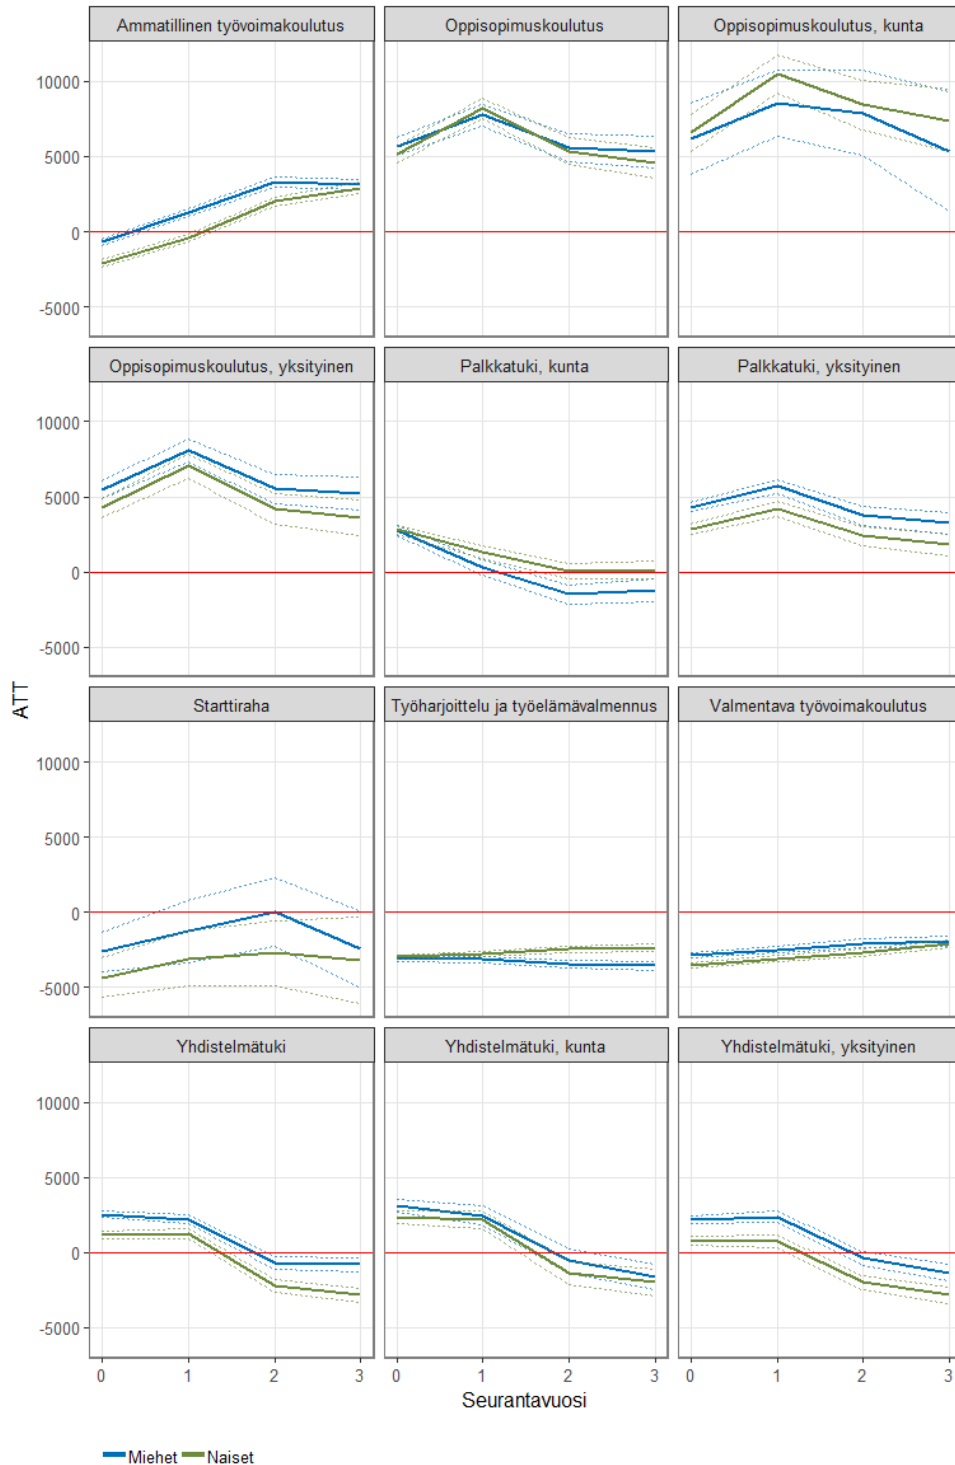 Ammatillinen työvoimakoulutus
Oppisopimuskoulutus
Oppisopimuskoulutus, kunta
10000
5000
0
-5000
Oppisopimuskoulutus, yksityinen
Palkkatuki, kunta
Palkkatuki, yksityinen
10000
5000
0
-5000
ATT
Starttiraha
Työharjoittelu ja työelämävalmennus
Valmentava työvoimakoulutus
10000
5000
0
-5000
Yhdistelmätuki
Yhdistelmätuki, kunta
Yhdistelmätuki, yksityinen
10000
5000
0
-5000
0 1 2 3
0 1 2 3
0 1 2 3
Seurantavuosi
Miehet Naiset